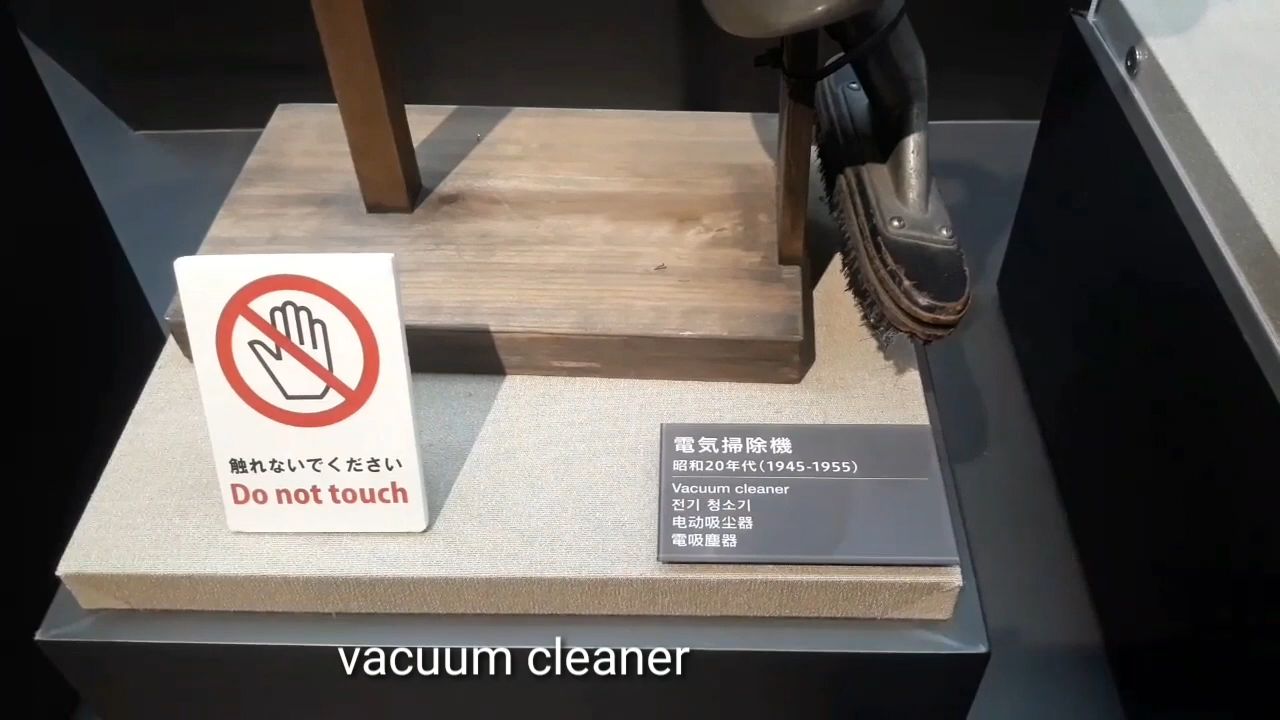 触れないでください
Do not touch
電気掃除機
昭和20年代(1945-1955)
Vacuum cleaner
전기 청소기
电动吸尘器
電吸塵器
vacuum cleaner